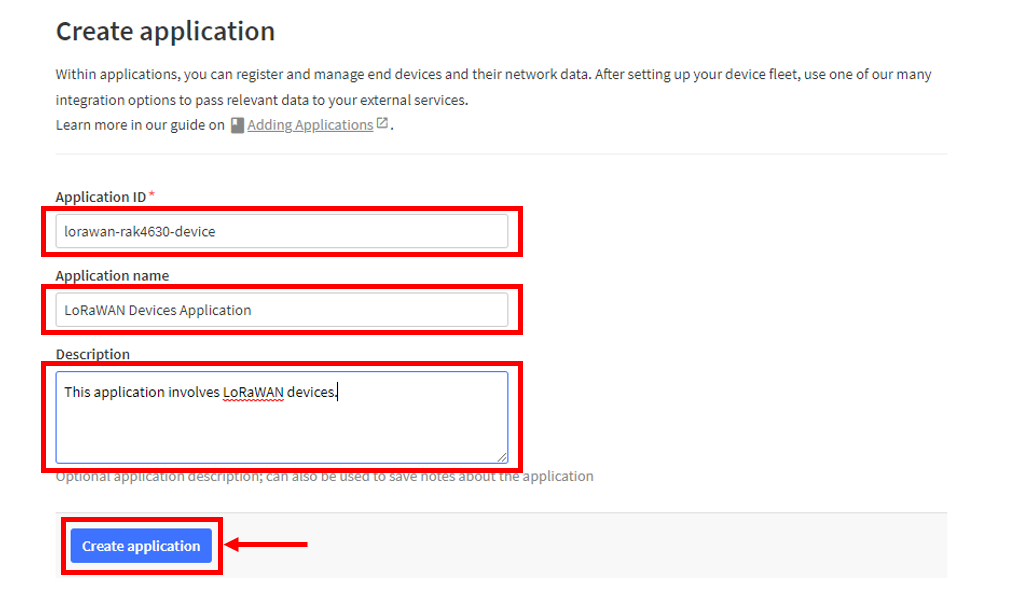 Create application
Within applications, you can register and manage end devices and their network data. After setting up your device fleet, use one of our many
integration options to pass relevant data to your external services.
Learn more in our guide on Adding Applications.
Application ID*
lorawan-rak4630-device
Application name
LoRaWAN Devices Application
Description
This application involves LoRaWAN devices.
Optional application description; can also be used to save notes about the application
Create application